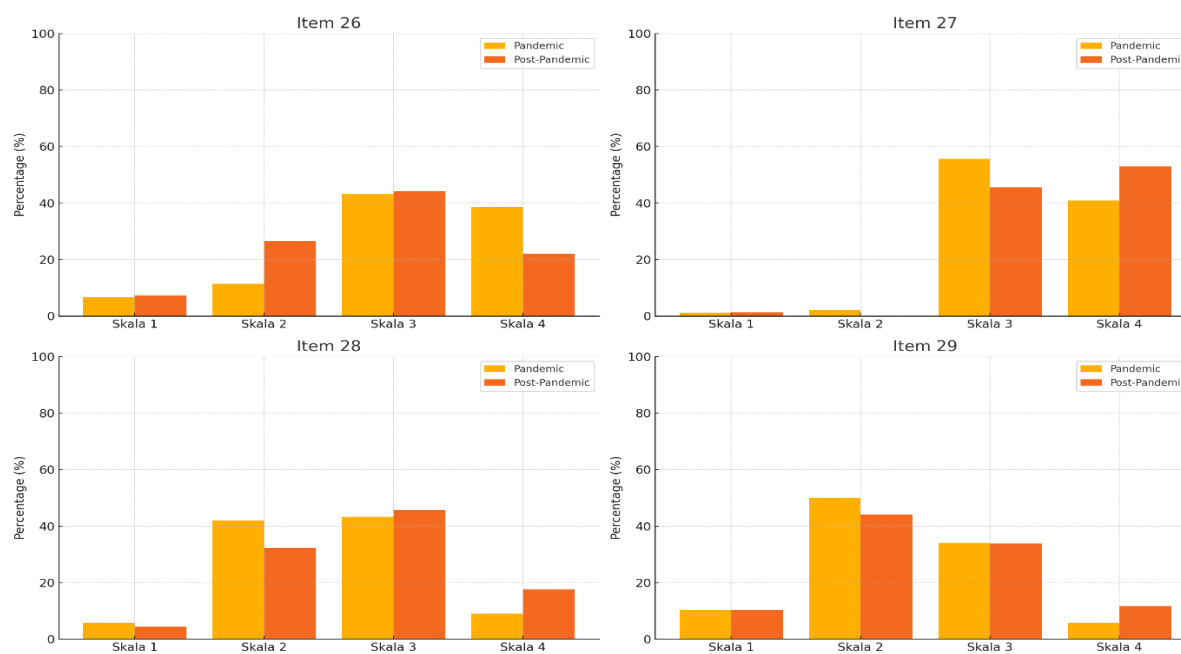 Item 26
100
80
60
40
20
0
Percentage (%)
Pandemic
Post-Pandemic
Skala 1 Skala 2 Skala 3 Skala 4
Item 27
100
80
60
40
20
0
Percentage (%)
Pandemic
Post-Pandemi
Skala 1 Skala 2 Skala 3 Skala 4
Item 28
100
80
60
40
20
0
Percentage (%)
Pandemic
Post-Pandemic
Skala 1 Skala 2 Skala 3 Skala 4
Item 29
100
80
60
40
20
0
Percentage (%)
Pandemic
Post-Pandemi
Skala 1 Skala 2 Skala 3 Skala 4